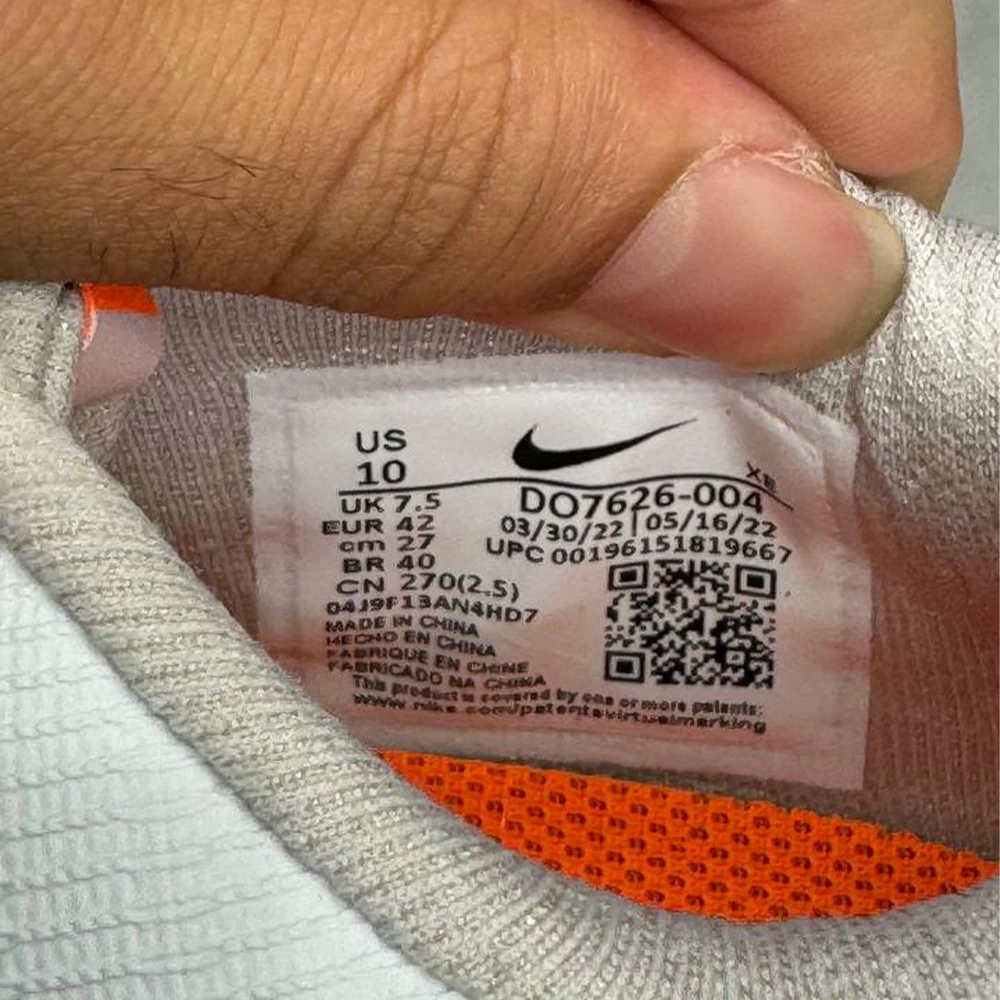 US
10
XE
UK 7.5
EUR 42
cm 27
BR 40
CN 270(2.5)
DO7626-004
03/30/22 | 05/16/22
UPC 00196151819667
04J9F13AN4HD7
MADE IN CHINA
HECHO EN CHINA
FABRIQUE EN CHINE
FABRICADO NA CHINA
This product is covered by one or more patents:
www.nike.com/patentsvirtualmarking